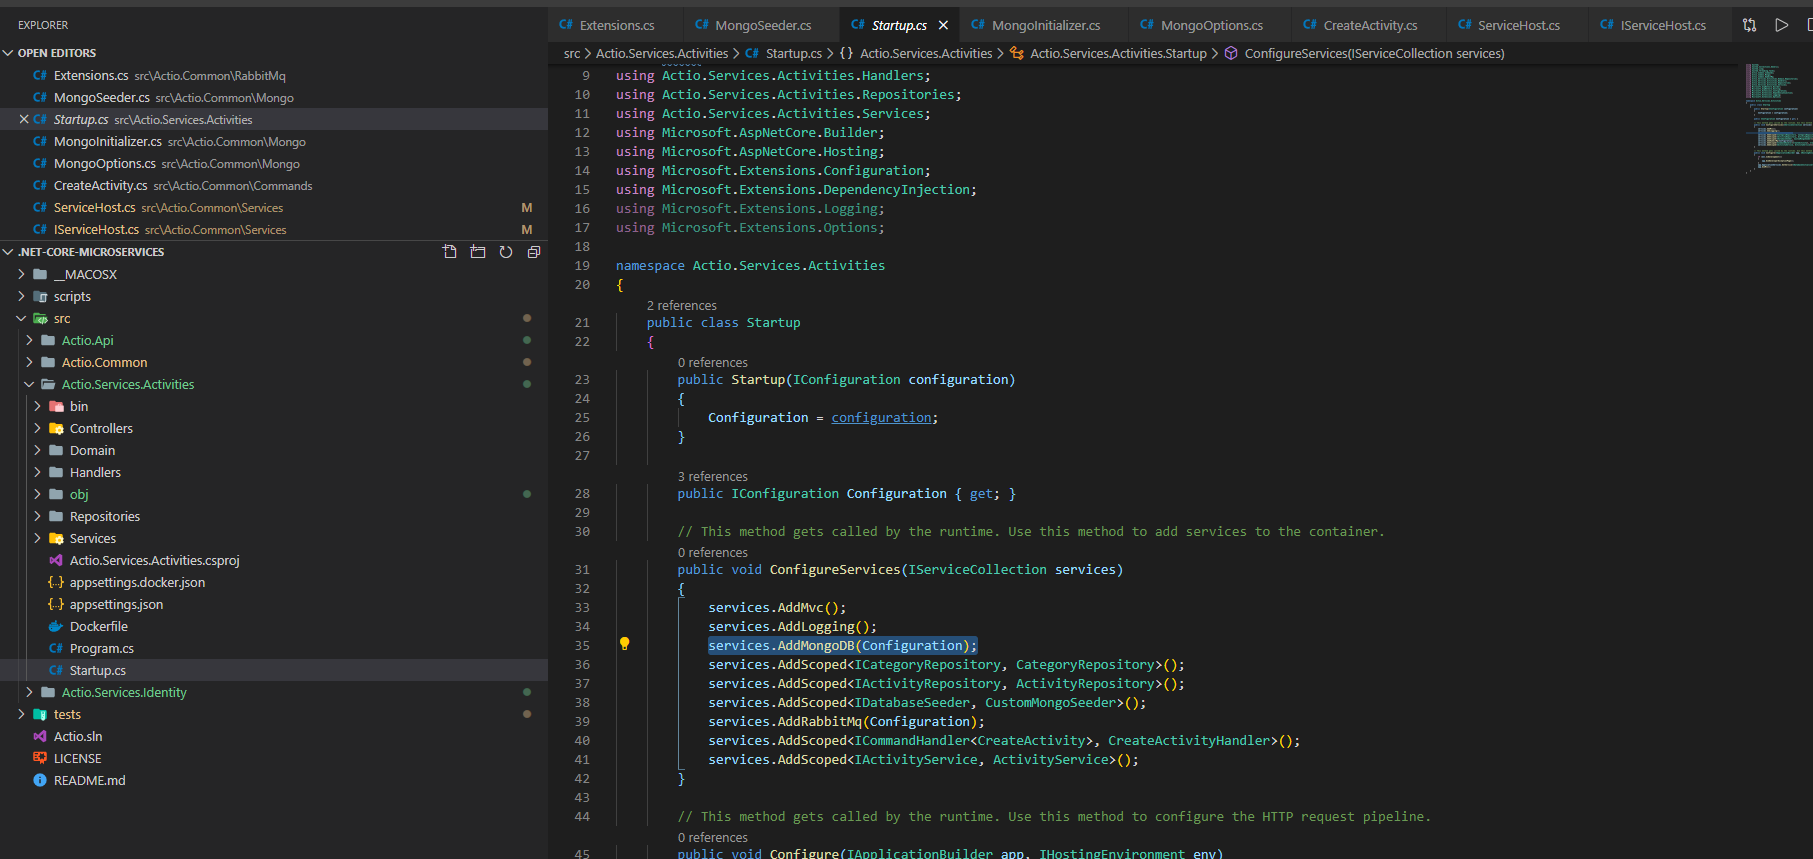 EXPLORER
OPEN EDITORS
C# Extensions.cs src\Actio.Common\RabbitMq
C# MongoSeeder.cs src\Actio.Common\Mongo
C# Startup.cs src\Actio.Services.Activities
C# MongoInitializer.cs src\Actio.Common\Mongo
C# MongoOptions.cs src\Actio.Common\Mongo
C# CreateActivity.cs src\Actio.Common\Commands
C# ServiceHost.cs src\Actio.Common\Services M
C# IServiceHost.cs src\Actio.Common\Services M
.NET-CORE-MICROSERVICES
__MACOSX
scripts
src
Actio.Api
Actio.Common
Actio.Services.Activities
bin
Controllers
Domain
Handlers
obj
Repositories
Services
Actio.Services.Activities.csproj
{..} appsettings.docker.json
{..} appsettings.json
Dockerfile
C# Program.cs
C# Startup.cs
Actio.Services.Identity
tests
Actio.sln
LICENSE
README.md
C# Extensions.cs C# MongoSeeder.cs C# Startup.cs C# MongoInitializer.cs C# MongoOptions.cs C# CreateActivity.cs C# ServiceHost.cs C# IServiceHost.cs
src > Actio.Services.Activities > C# Startup.cs > {} Actio.Services.Activities > Actio.Services.Activities.Startup > ConfigureServices(IServiceCollection services)
9 using Actio.Services.Activities.Handlers;
10 using Actio.Services.Activities.Repositories;
11 using Actio.Services.Activities.Services;
12 using Microsoft.AspNetCore.Builder;
13 using Microsoft.AspNetCore.Hosting;
14 using Microsoft.Extensions.Configuration;
15 using Microsoft.Extensions.DependencyInjection;
16 using Microsoft.Extensions.Logging;
17 using Microsoft.Extensions.Options;
18
19 namespace Actio.Services.Activities
20 {
2 references
21 public class Startup
22 {
0 references
23 public Startup(IConfiguration configuration)
24 {
25 Configuration = configuration;
26 }
27
3 references
28 public IConfiguration Configuration { get; }
29
30 // This method gets called by the runtime. Use this method to add services to the container.
0 references
31 public void ConfigureServices(IServiceCollection services)
32 {
33 services.AddMvc();
34 services.AddLogging();
35 services.AddMongoDB(Configuration);
36 services.AddScoped<ICategoryRepository, CategoryRepository>();
37 services.AddScoped<IActivityRepository, ActivityRepository>();
38 services.AddScoped<IDatabaseSeeder, CustomMongoSeeder>();
39 services.AddRabbitMq(Configuration);
40 services.AddScoped<ICommandHandler<CreateActivity>, CreateActivityHandler>();
41 services.AddScoped<IActivityService, ActivityService>();
42 }
43
44 // This method gets called by the runtime. Use this method to configure the HTTP request pipeline.
0 references
45 public void Configure(IApplicationBuilder app, IHostingEnvironment env)